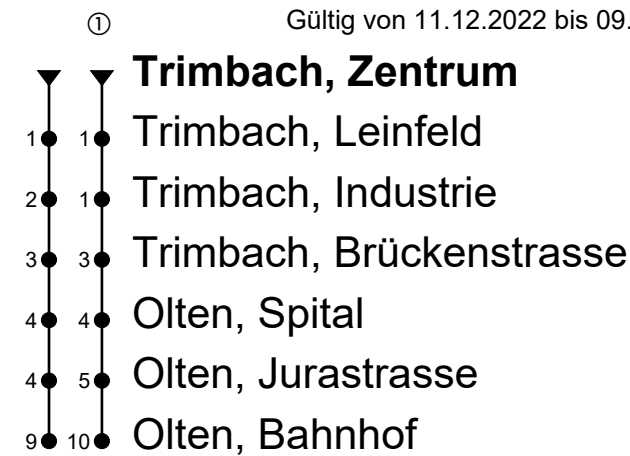 ① Gültig von 11.12.2022 bis 09.
Trimbach, Zentrum
1 1 Trimbach, Leinfeld
2 1 Trimbach, Industrie
3 3 Trimbach, Brückenstrasse
4 4 Olten, Spital
4 5 Olten, Jurastrasse
9 10 Olten, Bahnhof